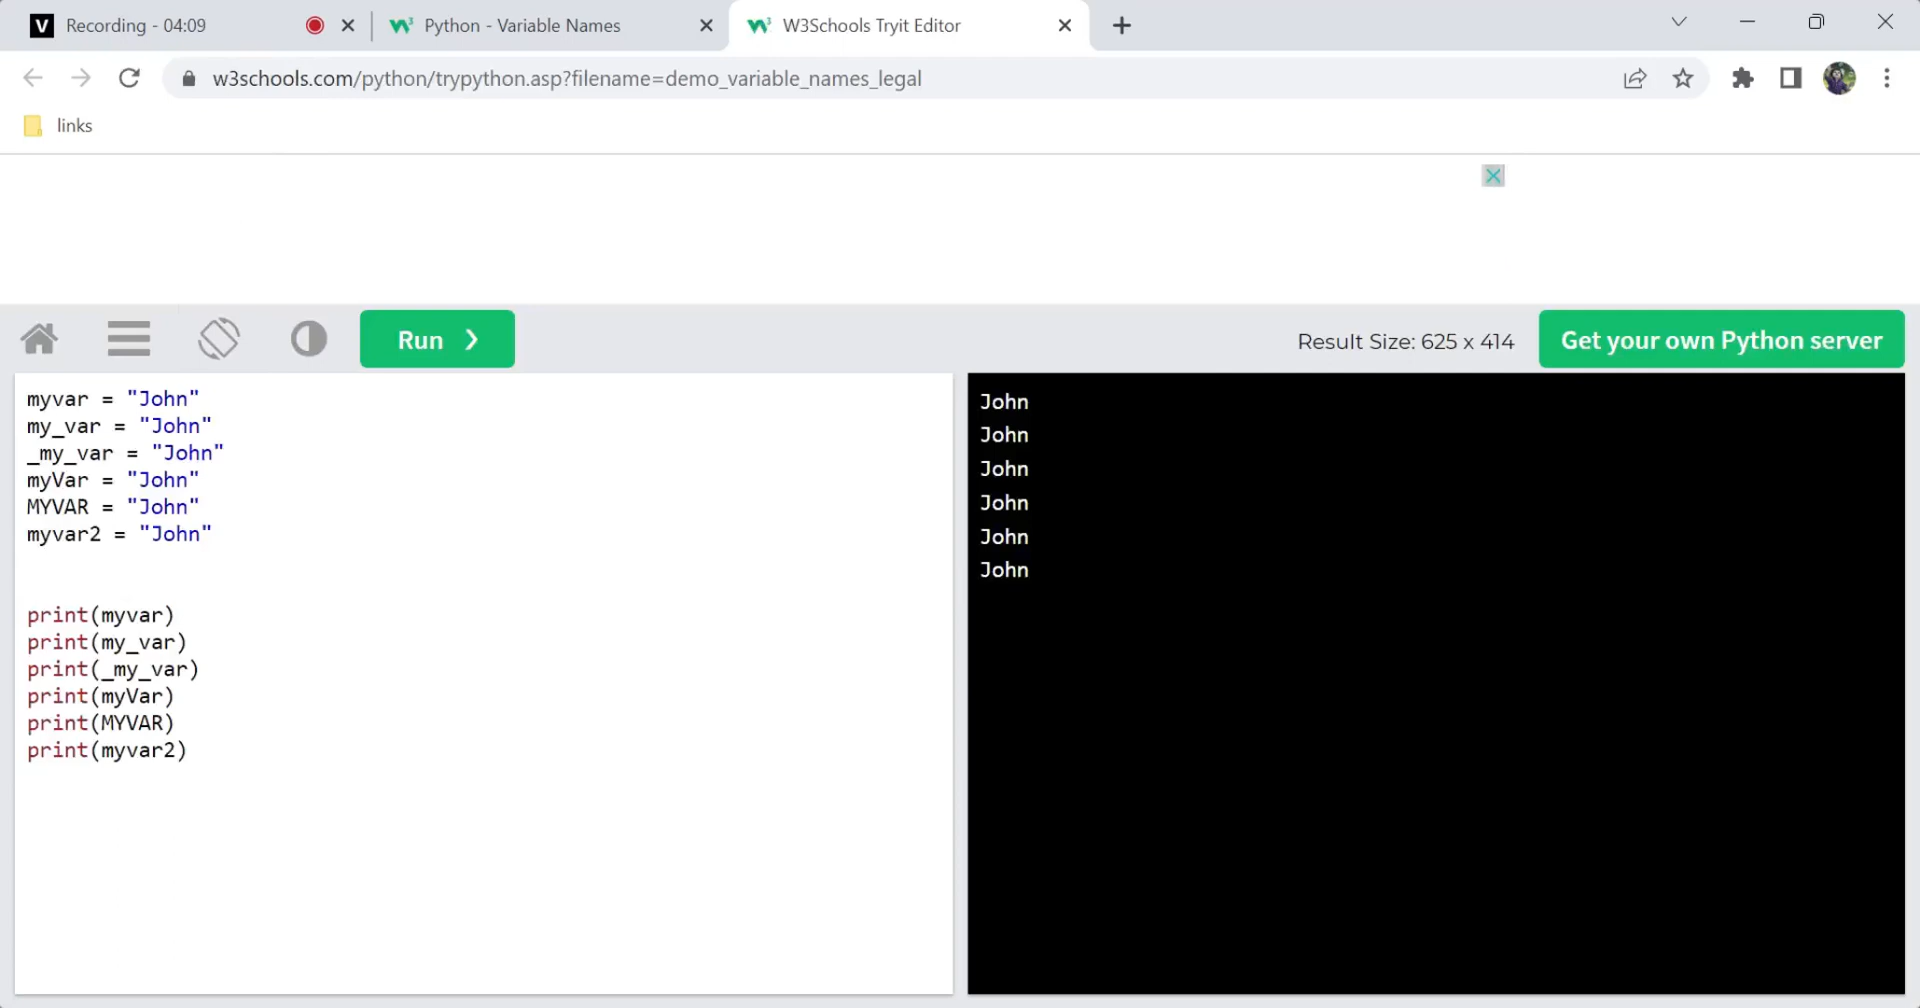 Recording - 04:09
Python - Variable Names
W3Schools Tryit Editor
w3schools.com/python/trypython.asp?filename=demo_variable_names_legal
links
Run ❯
Result Size: 625 x 414
Get your own Python server
myvar = "John"
my_var = "John"
_my_var = "John"
myVar = "John"
MYVAR = "John"
myvar2 = "John"
print(myvar)
print(my_var)
print(_my_var)
print(myVar)
print(MYVAR)
print(myvar2)
John
John
John
John
John
John